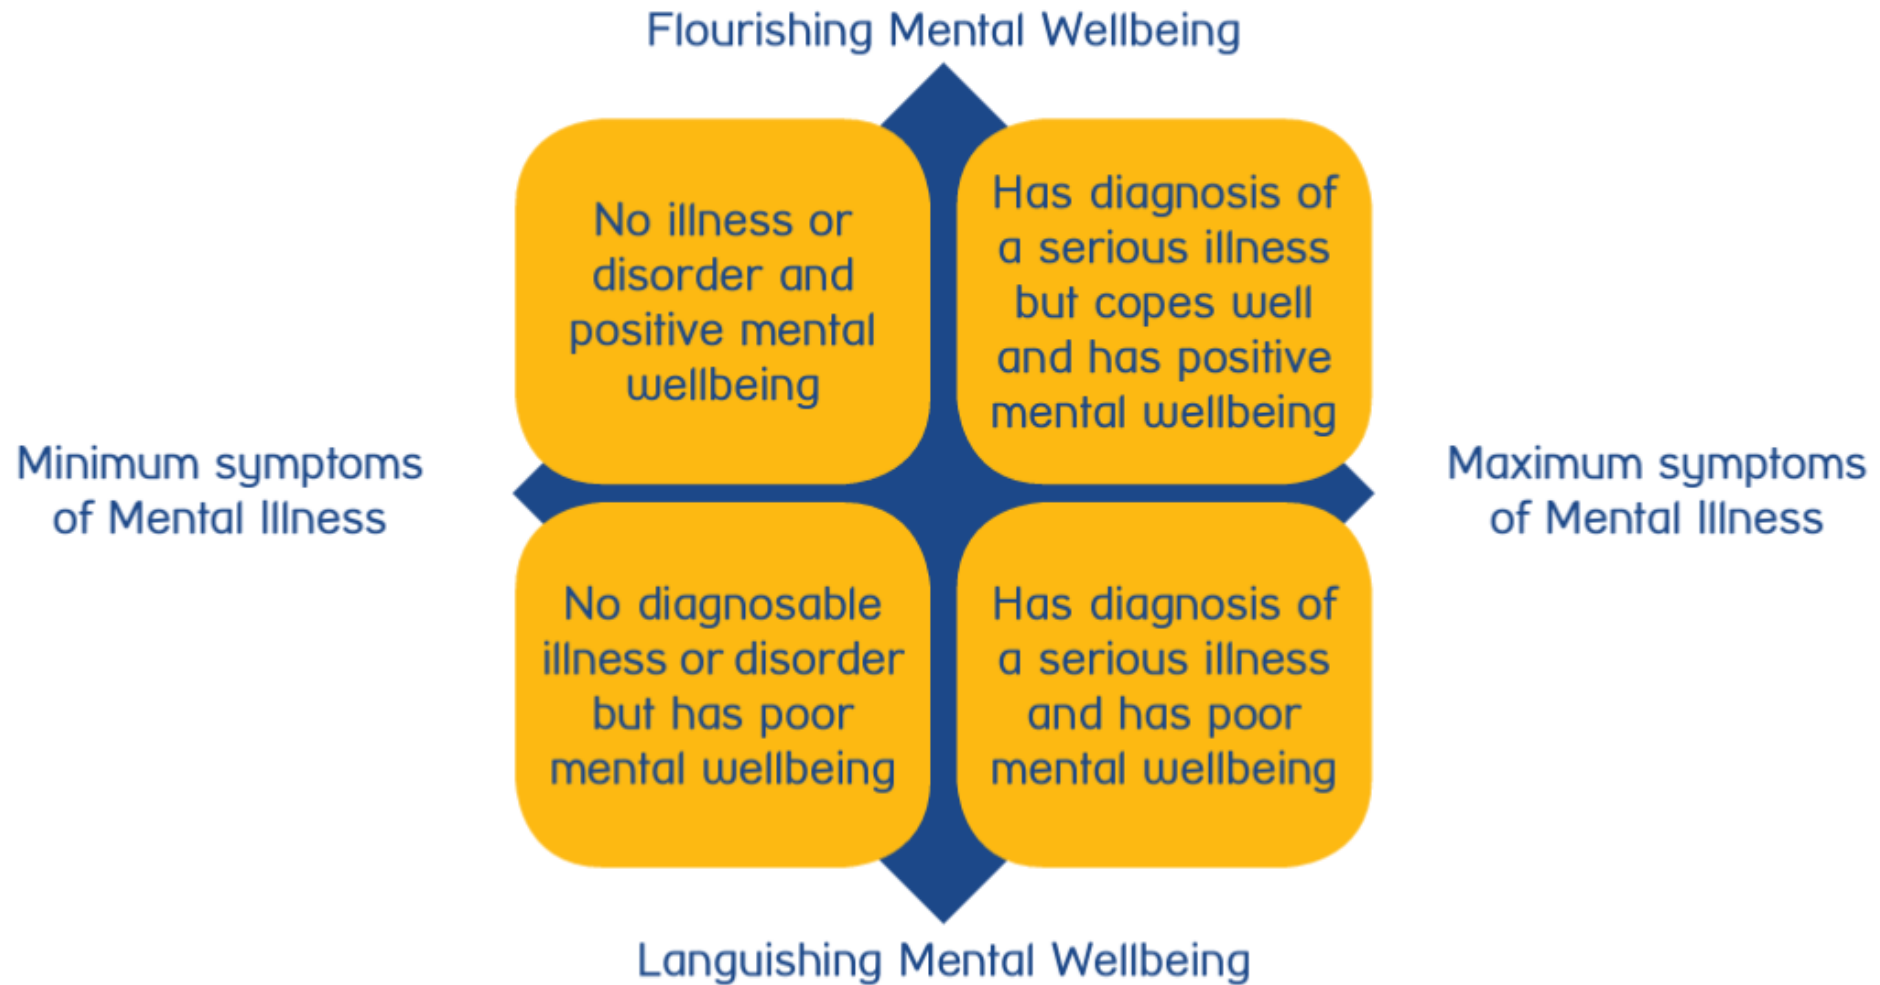 Flourishing Mental Wellbeing
No illness or
disorder and
positive mental
wellbeing
Has diagnosis of
a serious illness
but copes well
and has positive
mental wellbeing
Minimum symptoms
of Mental Illness
Maximum symptoms
of Mental Illness
No diagnosable
illness or disorder
but has poor
mental wellbeing
Has diagnosis of
a serious illness
and has poor
mental wellbeing
Languishing Mental Wellbeing